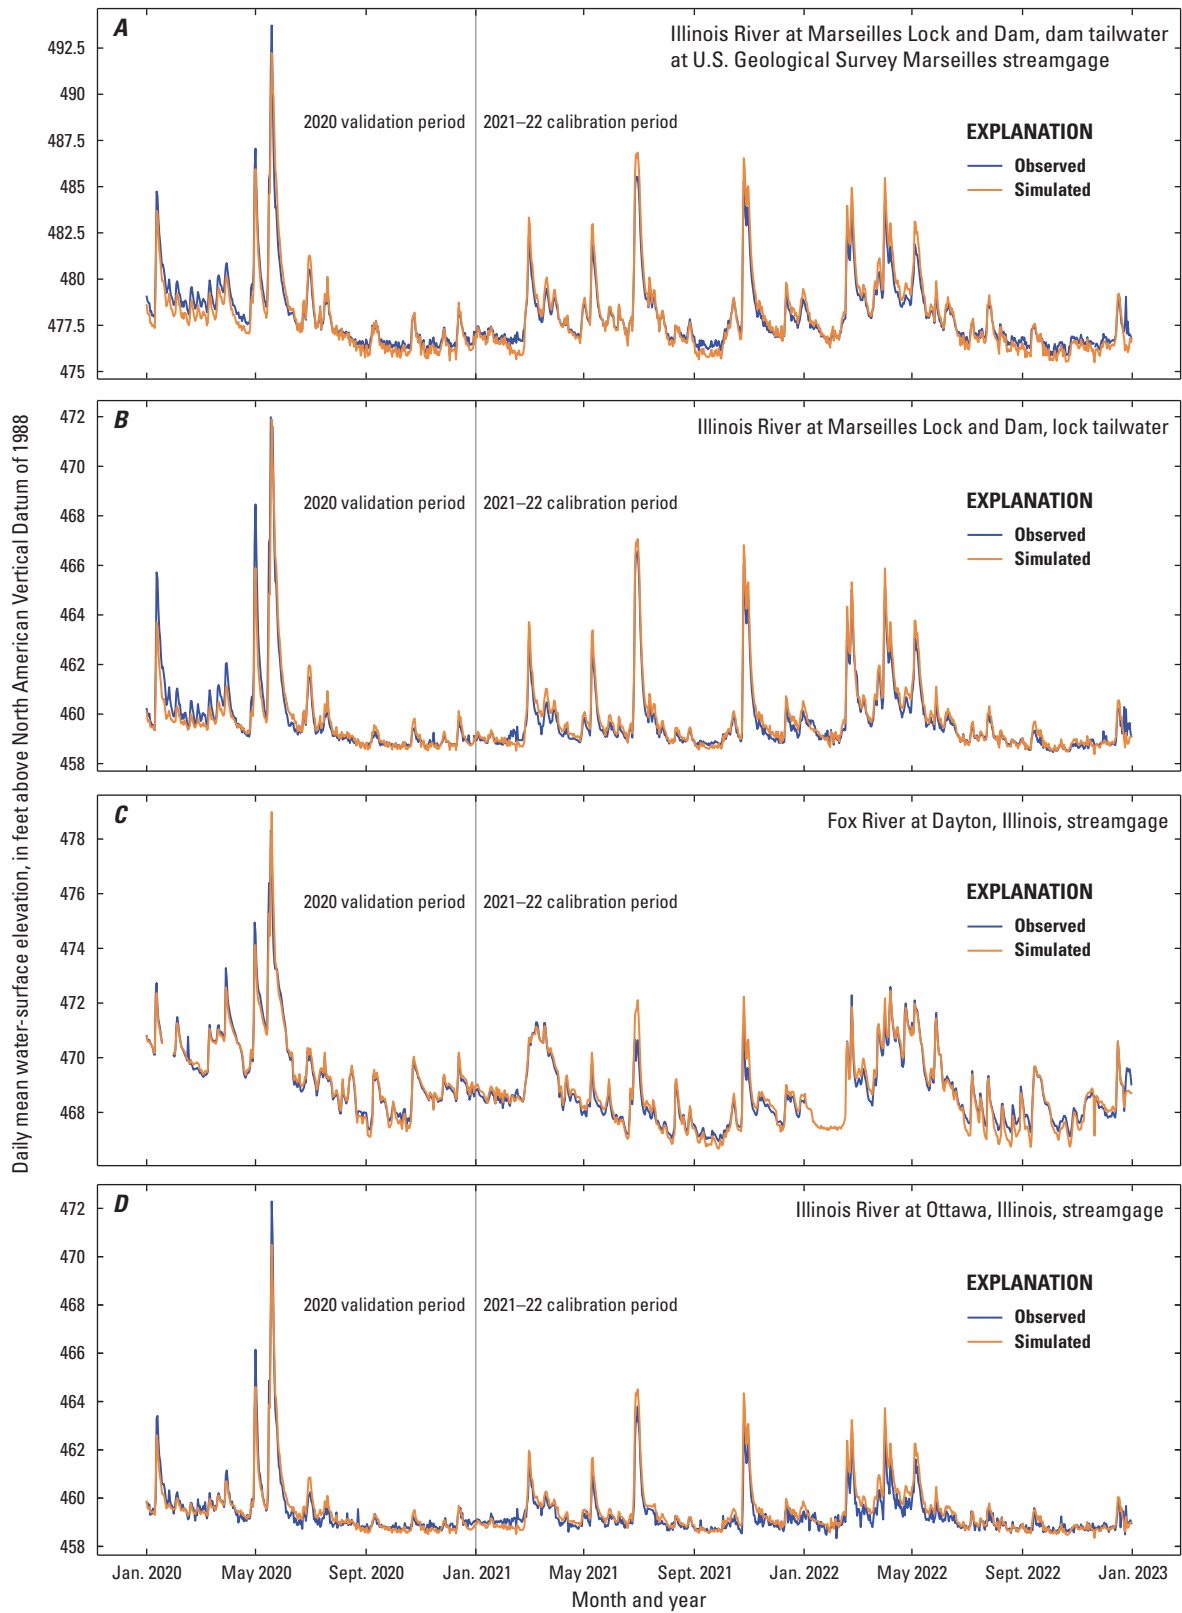 Daily mean water-surface elevation, in feet above North American Vertical Datum of 1988
A
Illinois River at Marseilles Lock and Dam, dam tailwater
at U.S. Geological Survey Marseilles streamgage
2020 validation period
2021–22 calibration period
EXPLANATION
Observed
Simulated
492.5
490
487.5
485
482.5
480
477.5
475
B
Illinois River at Marseilles Lock and Dam, lock tailwater
2020 validation period
2021–22 calibration period
EXPLANATION
Observed
Simulated
472
470
468
466
464
462
460
458
C
Fox River at Dayton, Illinois, streamgage
2020 validation period
2021–22 calibration period
EXPLANATION
Observed
Simulated
478
476
474
472
470
468
D
Illinois River at Ottawa, Illinois, streamgage
2020 validation period
2021–22 calibration period
EXPLANATION
Observed
Simulated
472
470
468
466
464
462
460
458
Jan. 2020
May 2020
Sept. 2020
Jan. 2021
May 2021
Sept. 2021
Jan. 2022
May 2022
Sept. 2022
Jan. 2023
Month and year